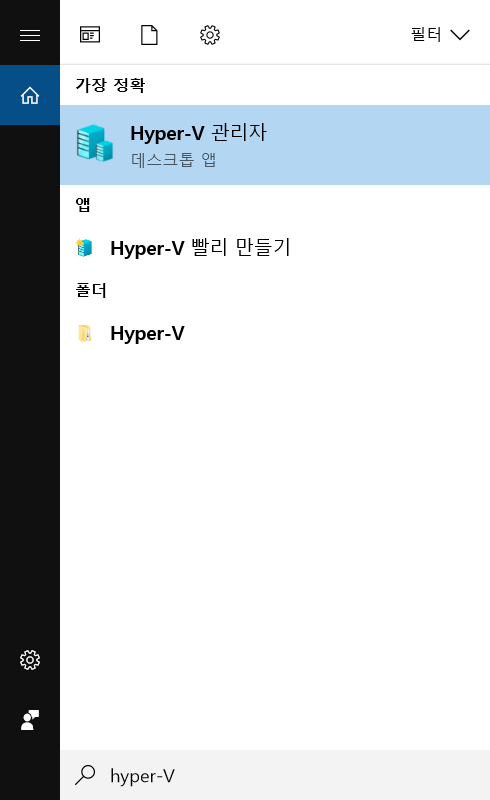 필터
가장 정확
Hyper-V 관리자
데스크톱 앱
앱
Hyper-V 빨리 만들기
폴더
Hyper-V
hyper-V